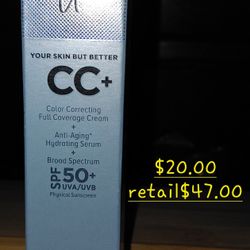 YOUR SKIN BUT BETTER
CC+
Color Correcting
Full Coverage Cream
+
Anti-Aging*
Hydrating Serum
+
Broad Spectrum
SPF 50+
UVA/UVB
Physical Sunscreen
$20.00
retail$47.00